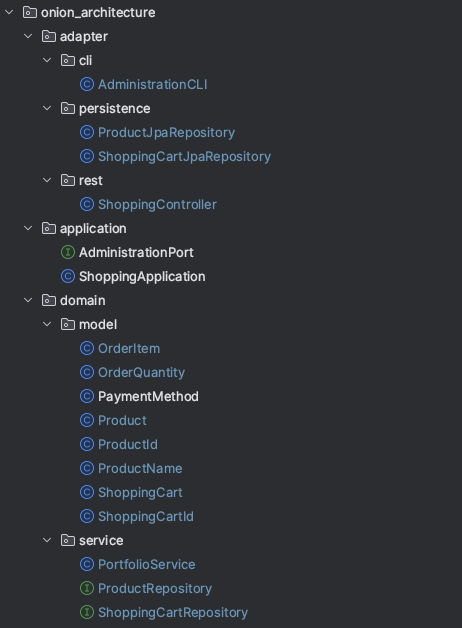 onion_architecture
adapter
cli
AdministrationCLI
persistence
ProductJpaRepository
ShoppingCartJpaRepository
rest
ShoppingController
application
AdministrationPort
ShoppingApplication
domain
model
OrderItem
OrderQuantity
PaymentMethod
Product
ProductId
ProductName
ShoppingCart
ShoppingCartId
service
PortfolioService
ProductRepository
ShoppingCartRepository